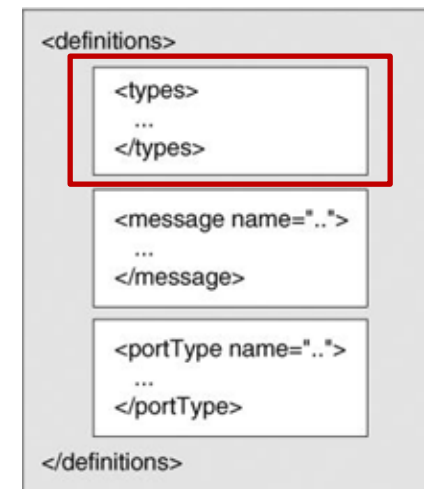 <definitions>
<types>
...
</types>
<message name="..">
...
</message>
<portType name="..">
...
</portType>
</definitions>